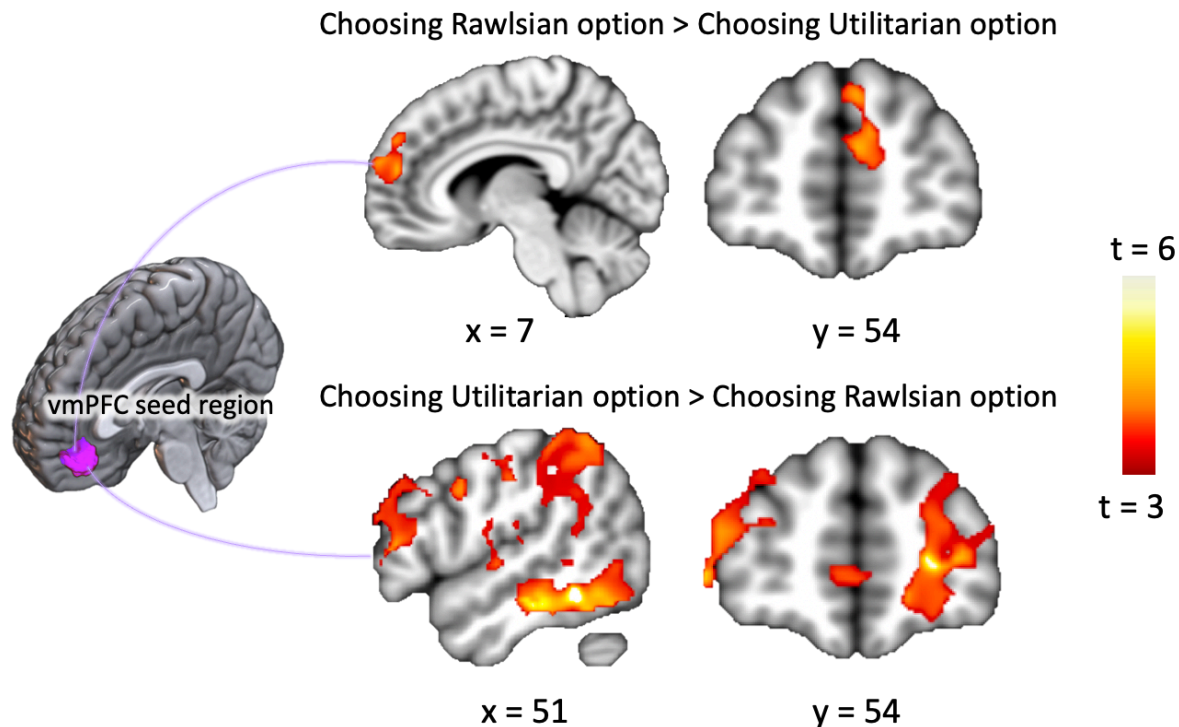 Choosing Rawlsian option > Choosing Utilitarian option
t = 6
x = 7
y = 54
vmPFC seed region
Choosing Utilitarian option > Choosing Rawlsian option
t = 3
x = 51
y = 54